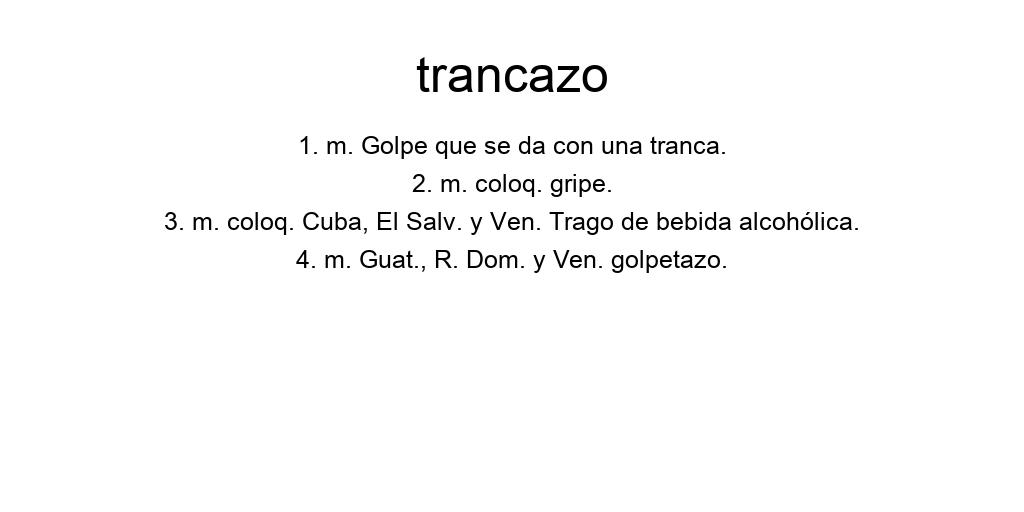 trancazo
1. m. Golpe que se da con una tranca.
2. m. coloq. gripe.
3. m. coloq. Cuba, El Salv. y Ven. Trago de bebida alcohólica.
4. m. Guat., R. Dom. y Ven. golpetazo.